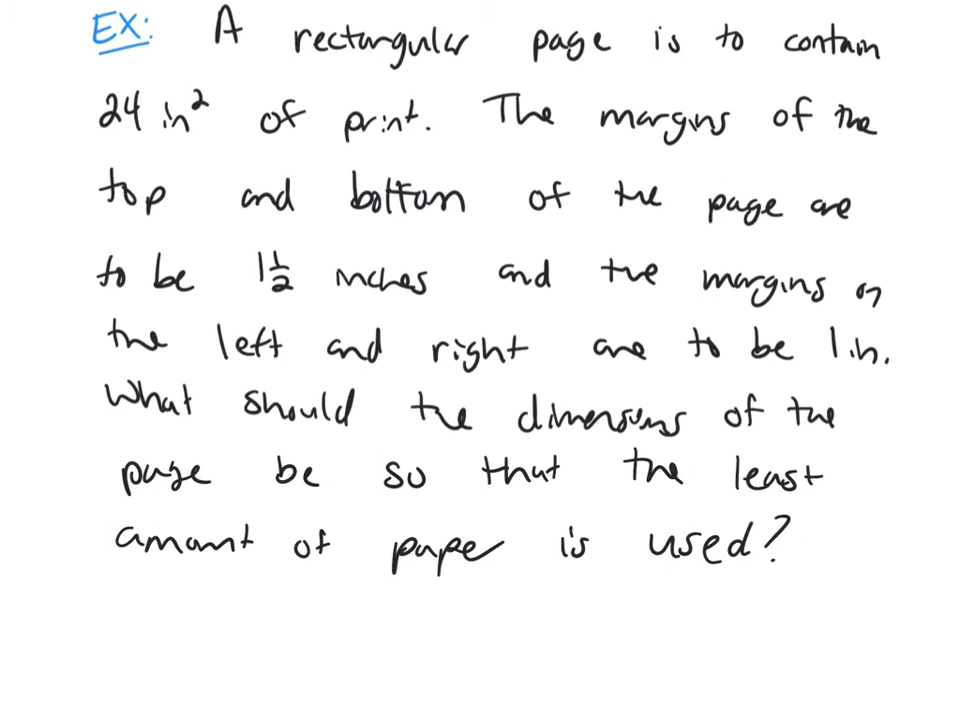 EX: A rectangular page is to contain
24 in² of print. The margins of the
top and bottom of the page are
to be 1½ inches and the margins on
the left and right are to be 1 in.
What should the dimensions of the
page be so that the least
amount of pape is used?